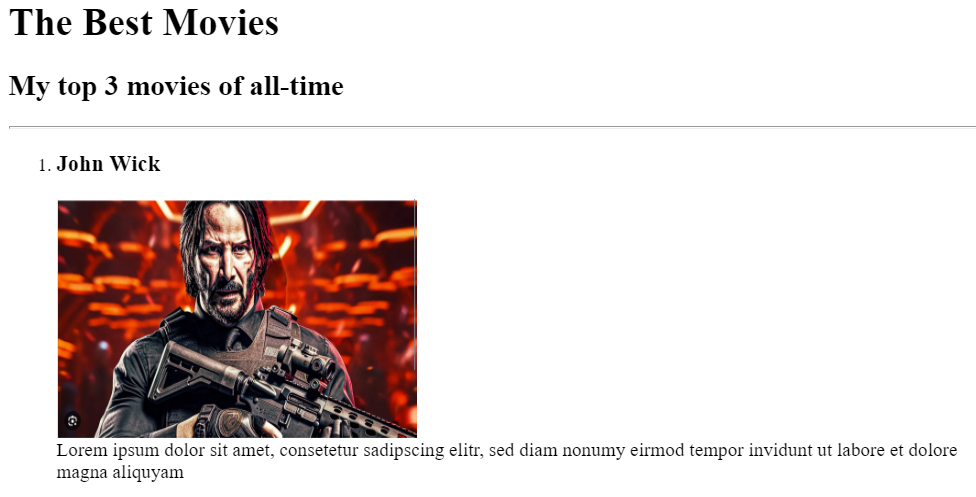 The Best Movies
My top 3 movies of all-time
1. John Wick
Lorem ipsum dolor sit amet, consetetur sadipscing elitr, sed diam nonumy eirmod tempor invidunt ut labore et dolore
magna aliquyam